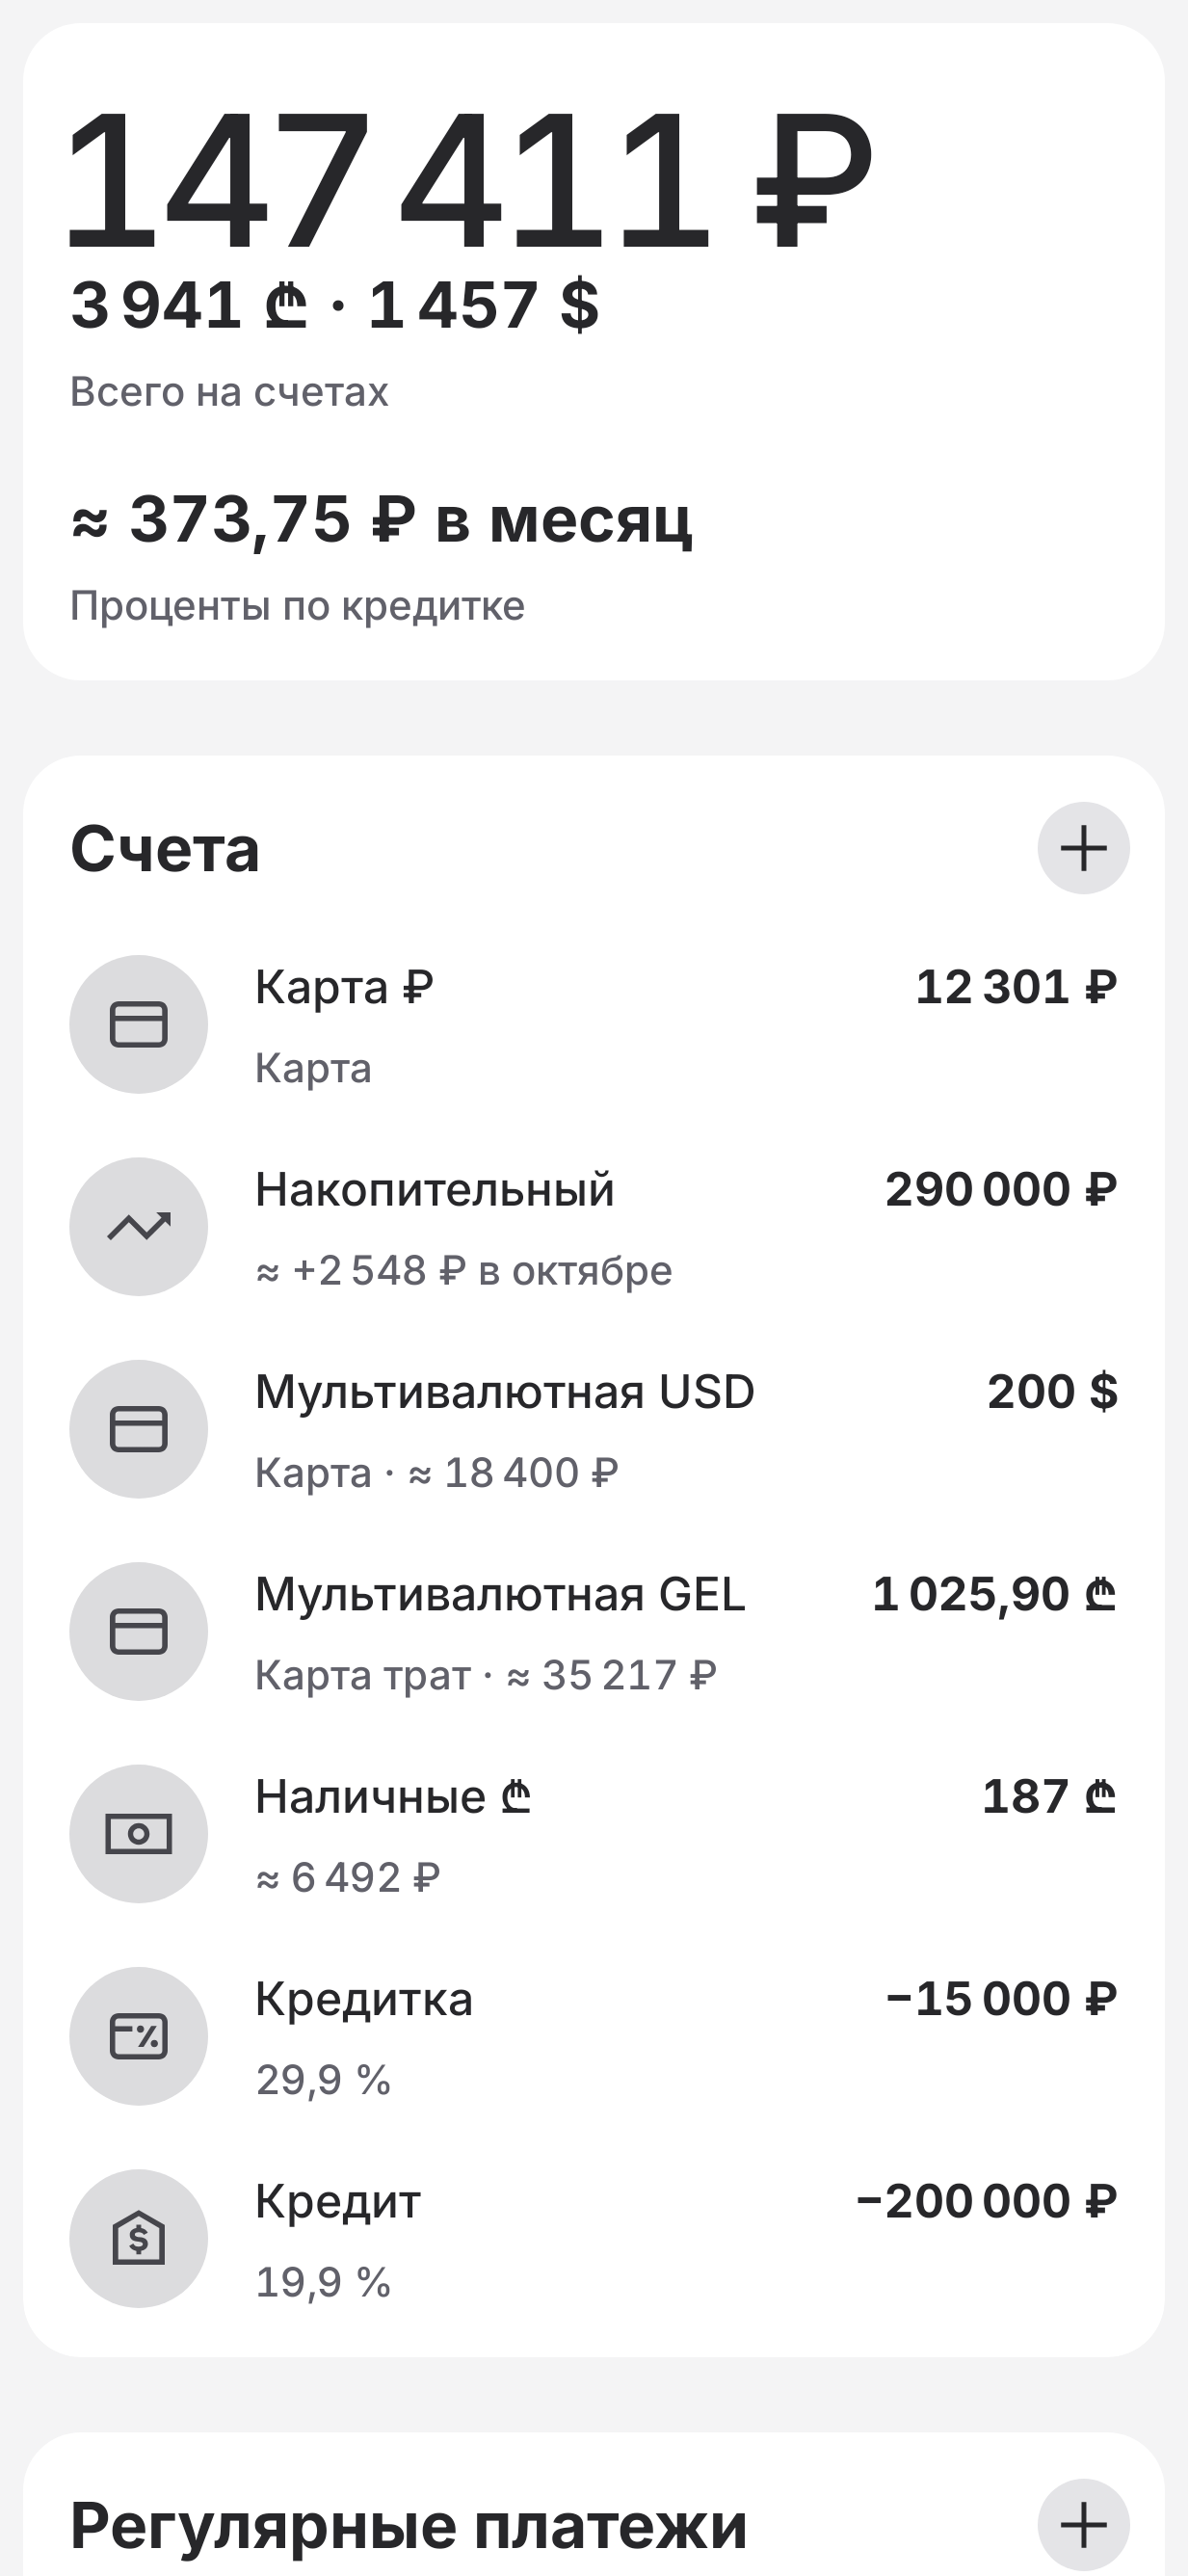 147 411 ₽
3 941 ₾ · 1 457 $
Всего на счетах
≈ 373,75 ₽ в месяц
Проценты по кредитке
Счета
Карта ₽
12 301 ₽
Карта
Накопительный
290 000 ₽
≈ +2 548 ₽ в октябре
Мультивалютная USD
200 $
Карта · ≈ 18 400 ₽
Мультивалютная GEL
1 025,90 ₾
Карта трат · ≈ 35 217 ₽
Наличные ₾
187 ₾
≈ 6 492 ₽
Кредитка
−15 000 ₽
29,9 %
Кредит
−200 000 ₽
19,9 %
Регулярные платежи